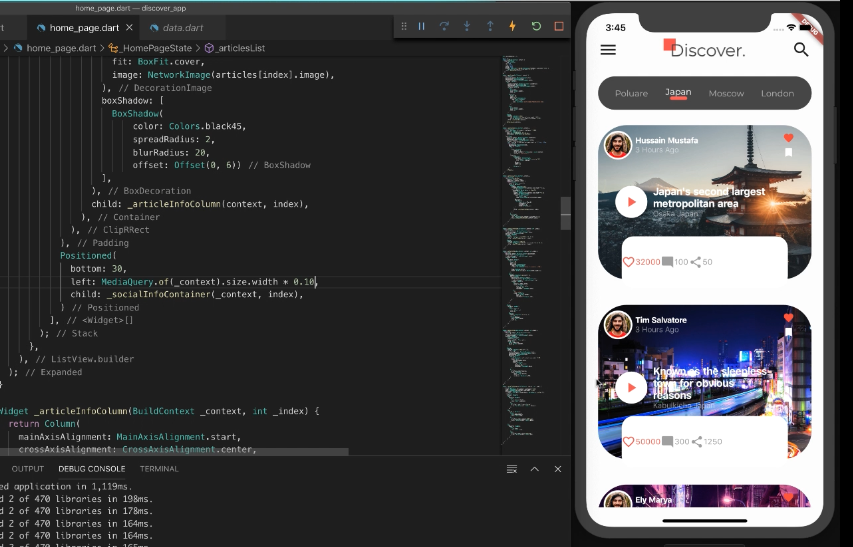 home_page.dart — discover_app
rt
home_page.dart
data.dart
home_page.dart > _HomePageState > _articlesList
fit: BoxFit.cover,
image: NetworkImage(articles[index].image),
), // DecorationImage
boxShadow: [
BoxShadow(
color: Colors.black45,
spreadRadius: 2,
blurRadius: 20,
offset: Offset(0, 6)) // BoxShadow
],
), // BoxDecoration
child: _articleInfoColumn(context, index),
), // Container
), // ClipRRect
), // Padding
Positioned(
bottom: 30,
left: MediaQuery.of(_context).size.width * 0.10,
child: _socialInfoContainer(_context, index),
) // Positioned
], // <Widget>[]
); // Stack
},
), // ListView.builder
); // Expanded
}
Widget _articleInfoColumn(BuildContext _context, int _index) {
return Column(
mainAxisAlignment: MainAxisAlignment.start,
crossAxisAlignment: CrossAxisAlignment.center,
OUTPUT DEBUG CONSOLE TERMINAL
ed application in 1,119ms.
d 2 of 470 libraries in 198ms.
d 2 of 470 libraries in 178ms.
d 2 of 470 libraries in 164ms.
d 2 of 470 libraries in 164ms.
d 2 of 470 libraries in 165ms.
3:45
Discover.
Poluare Japan Moscow London
Hussain Mustafa
3 Hours Ago
Japan's second largest
metropolitan area
Osaka Japan
32000 100 50
Tim Salvatore
3 Hours Ago
Known as the sleepless
town for obvious
reasons
Kabukicho Japan
50000 300 1250
Ely Marya